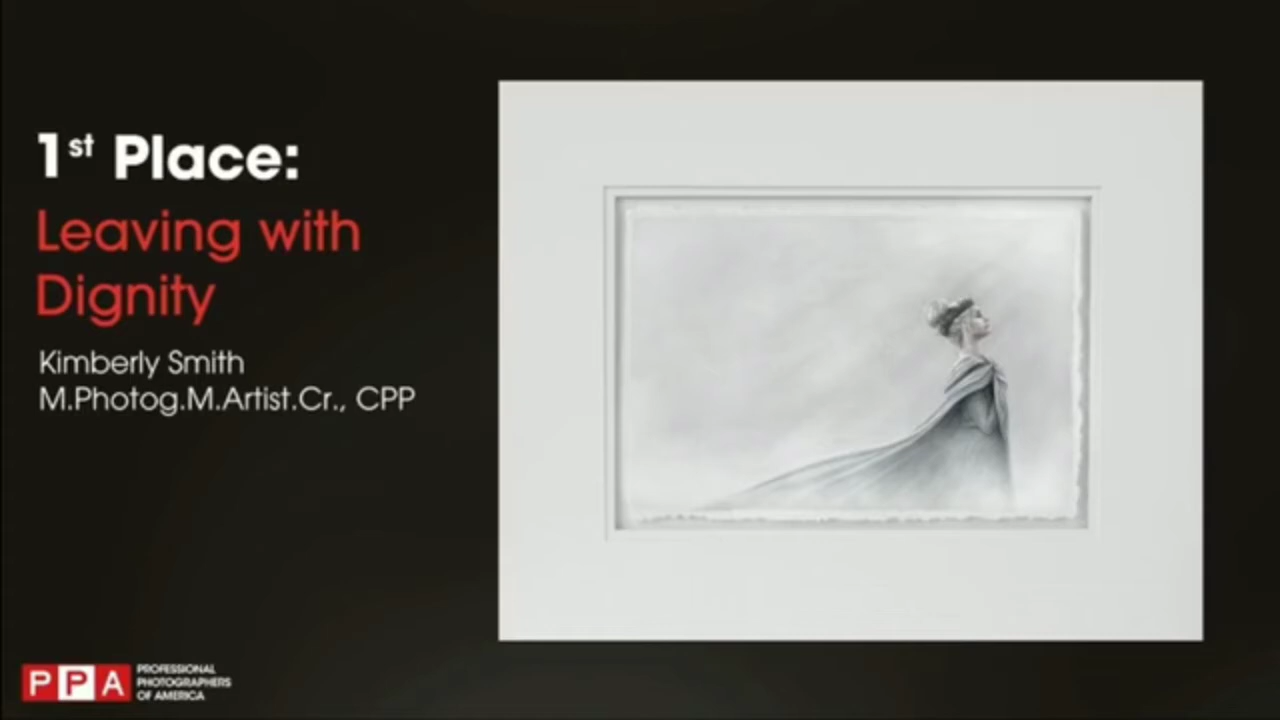 1st Place:
Leaving with
Dignity
Kimberly Smith
M.Photog.M.Artist.Cr., CPP
PPA
PROFESSIONAL
PHOTOGRAPHERS
OF AMERICA